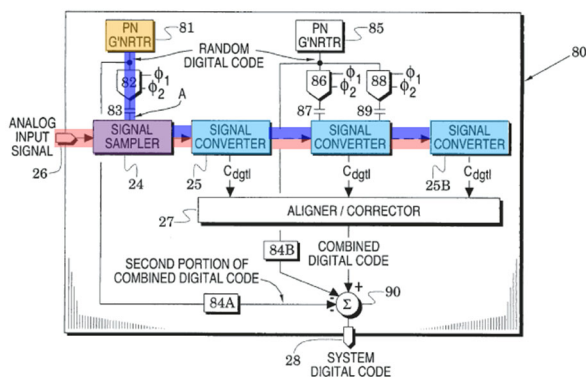 PN
G'NRTR
81
PN
G'NRTR
85
RANDOM
DIGITAL CODE
80
82
ϕ1
ϕ2
86
ϕ1
ϕ2
88
ϕ1
ϕ2
83
A
87
89
ANALOG
INPUT
SIGNAL
SIGNAL
SAMPLER
SIGNAL
CONVERTER
SIGNAL
CONVERTER
SIGNAL
CONVERTER
26
24
25
Cdgtl
Cdgtl
25B
Cdgtl
27
ALIGNER / CORRECTOR
84B
COMBINED
DIGITAL CODE
SECOND PORTION OF
COMBINED DIGITAL CODE
84A
-
-
+
Σ
90
28
SYSTEM
DIGITAL CODE